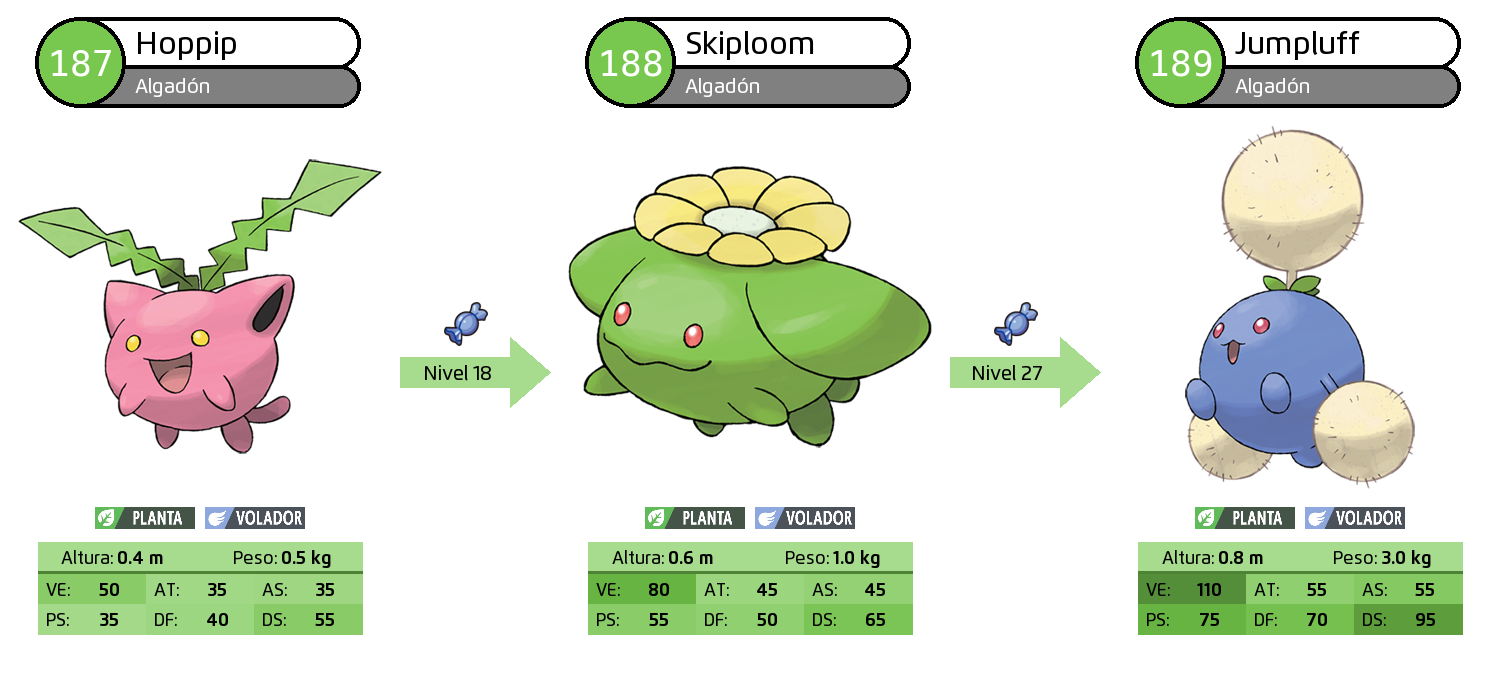 187 Hoppip
Algadón
188 Skiploom
Algadón
189 Jumpluff
Algadón
Nivel 18
Nivel 27
PLANTA VOLADOR
Altura: 0.4 m Peso: 0.5 kg
VE: 50 AT: 35 AS: 35
PS: 35 DF: 40 DS: 55
PLANTA VOLADOR
Altura: 0.6 m Peso: 1.0 kg
VE: 80 AT: 45 AS: 45
PS: 55 DF: 50 DS: 65
PLANTA VOLADOR
Altura: 0.8 m Peso: 3.0 kg
VE: 110 AT: 55 AS: 55
PS: 75 DF: 70 DS: 95